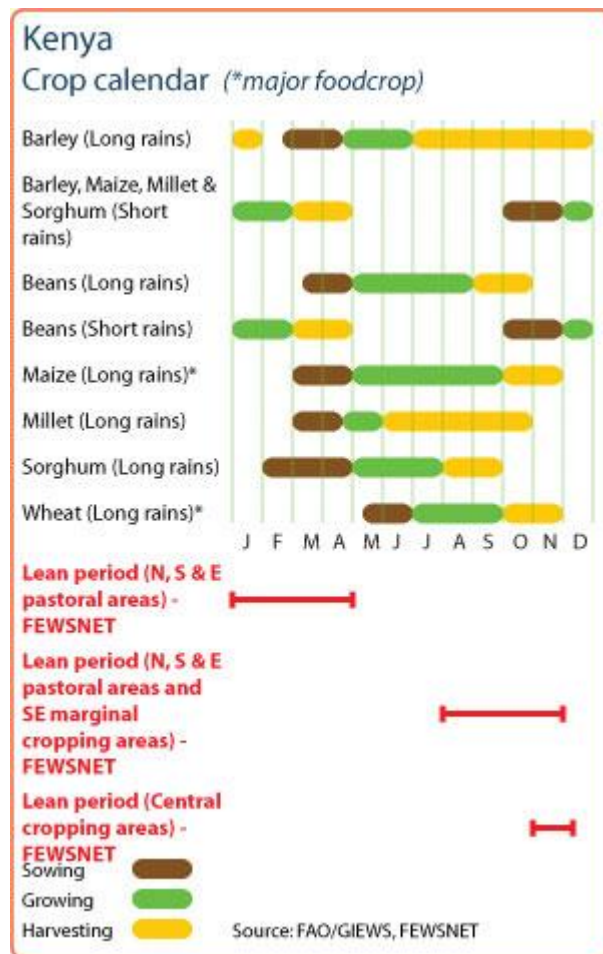 Kenya
Crop calendar (*major foodcrop)
Barley (Long rains)
Barley, Maize, Millet &
Sorghum (Short
rains)
Beans (Long rains)
Beans (Short rains)
Maize (Long rains)*
Millet (Long rains)
Sorghum (Long rains)
Wheat (Long rains)*
J F M A M J J A S O N D
Lean period (N, S & E
pastoral areas) -
FEWSNET
Lean period (N, S & E
pastoral areas and
SE marginal
cropping areas) -
FEWSNET
Lean period (Central
cropping areas) -
FEWSNET
Sowing
Growing
Harvesting
Source: FAO/GIEWS, FEWSNET